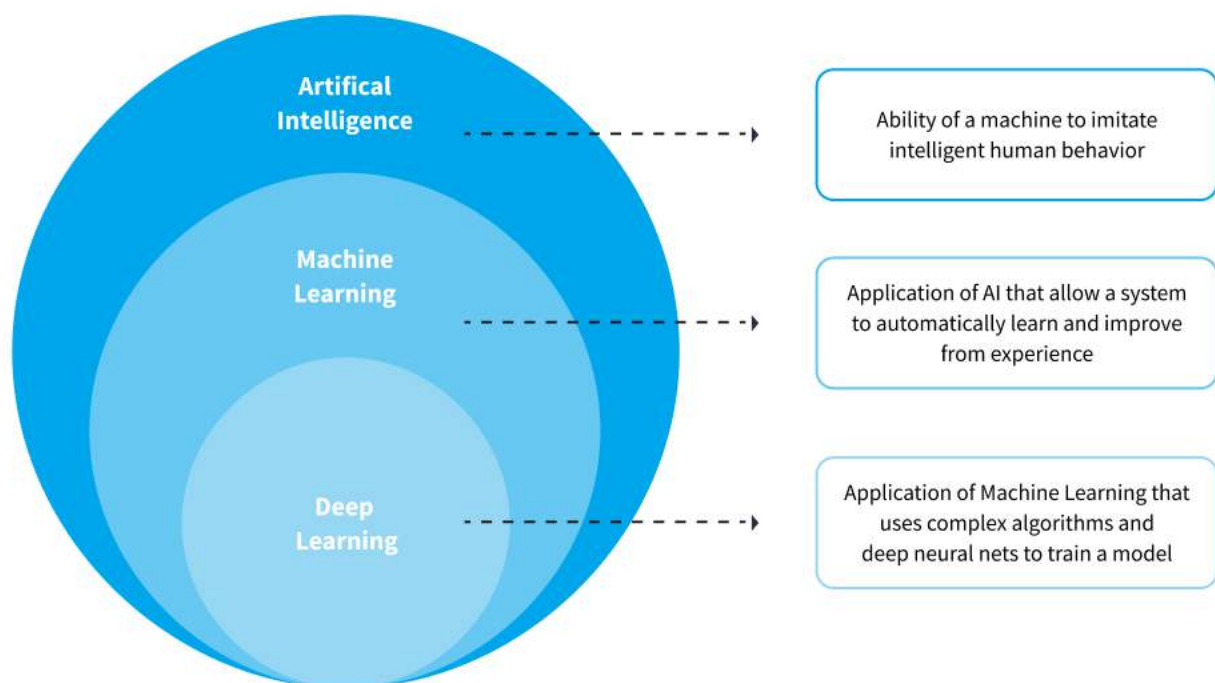 Artifical
Intelligence
Ability of a machine to imitate
intelligent human behavior
Machine
Learning
Application of AI that allow a system
to automatically learn and improve
from experience
Deep
Learning
Application of Machine Learning that
uses complex algorithms and
deep neural nets to train a model